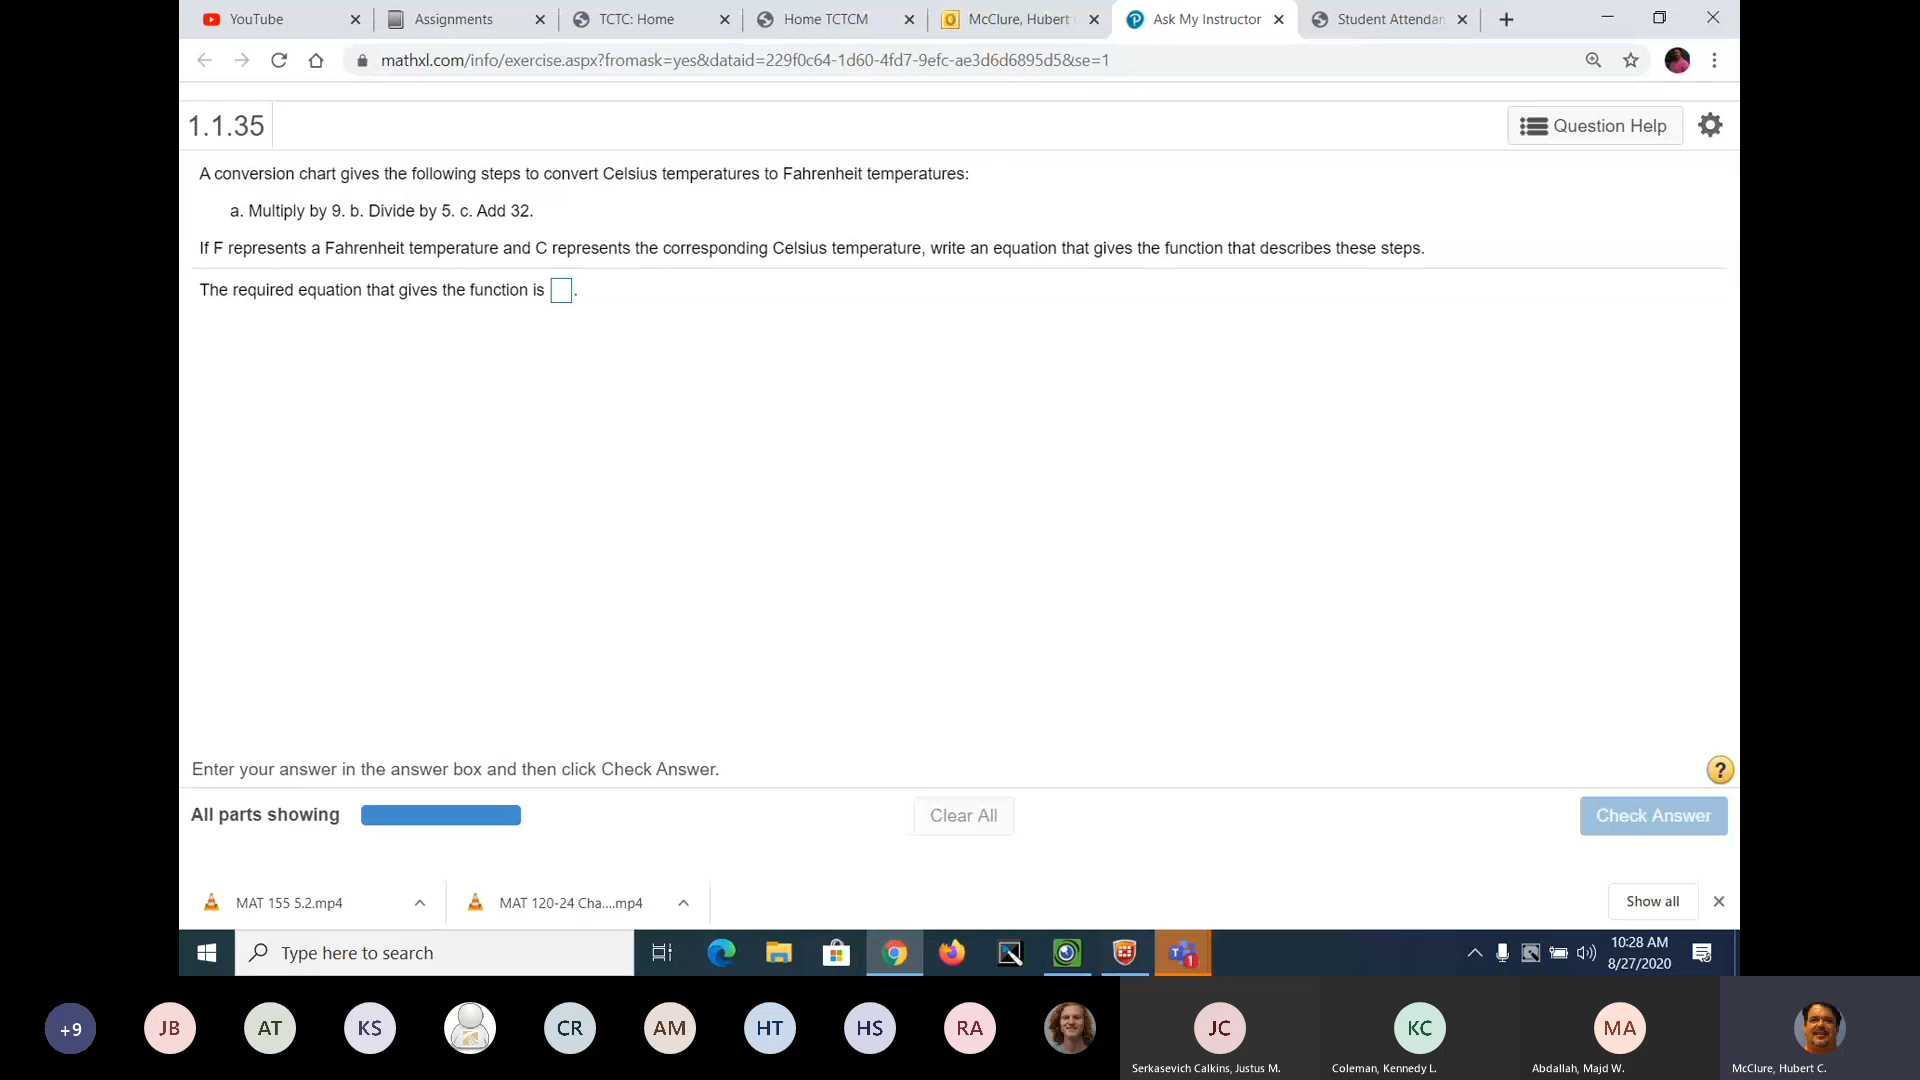 YouTube
Assignments
TCTC: Home
Home TCTCM
McClure, Hubert
Ask My Instructor
Student Attendan
mathxl.com/info/exercise.aspx?fromask=yes&dataid=229f0c64-1d60-4fd7-9efc-ae3d6d6895d5&se=1
1.1.35
Question Help
A conversion chart gives the following steps to convert Celsius temperatures to Fahrenheit temperatures:
a. Multiply by 9. b. Divide by 5. c. Add 32.
If F represents a Fahrenheit temperature and C represents the corresponding Celsius temperature, write an equation that gives the function that describes these steps.
The required equation that gives the function is .
Enter your answer in the answer box and then click Check Answer.
?
All parts showing
Clear All
Check Answer
MAT 155 5.2.mp4
MAT 120-24 Cha....mp4
Show all
Type here to search
1
10:28 AM
8/27/2020
+9
JB
AT
KS
CR
AM
HT
HS
RA
JC
KC
MA
Serkasevich Calkins, Justus M.
Coleman, Kennedy L.
Abdallah, Majd W.
McClure, Hubert C.